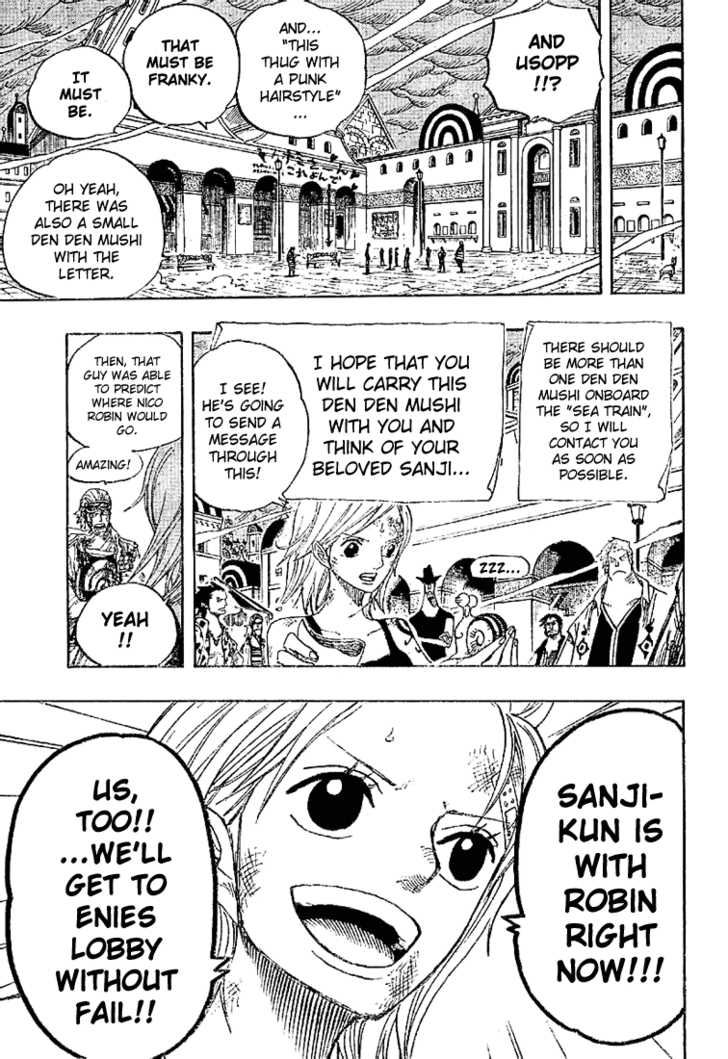 AND
USOPP
!!?
AND...
"THIS
THUG WITH
A PUNK
HAIRSTYLE"
...
THAT
MUST BE
FRANKY.
IT
MUST
BE.
OH YEAH,
THERE WAS
ALSO A SMALL
DEN DEN MUSHI
WITH THE
LETTER.
これよんで
THERE SHOULD
BE MORE THAN
ONE DEN DEN
MUSHI ONBOARD
THE "SEA TRAIN",
SO I WILL
CONTACT YOU
AS SOON AS
POSSIBLE.
I HOPE THAT YOU
WILL CARRY THIS
DEN DEN MUSHI
WITH YOU AND
THINK OF YOUR
BELOVED SANJI...
I SEE!
HE'S GOING
TO SEND A
MESSAGE
THROUGH
THIS!
ZZZ...
THEN, THAT
GUY WAS ABLE
TO PREDICT
WHERE NICO
ROBIN WOULD
GO.
AMAZING!
YEAH
!!
SANJI-
KUN IS
WITH
ROBIN
RIGHT
NOW!!!
US,
TOO!!
...WE'LL
GET TO
ENIES
LOBBY
WITHOUT
FAIL!!